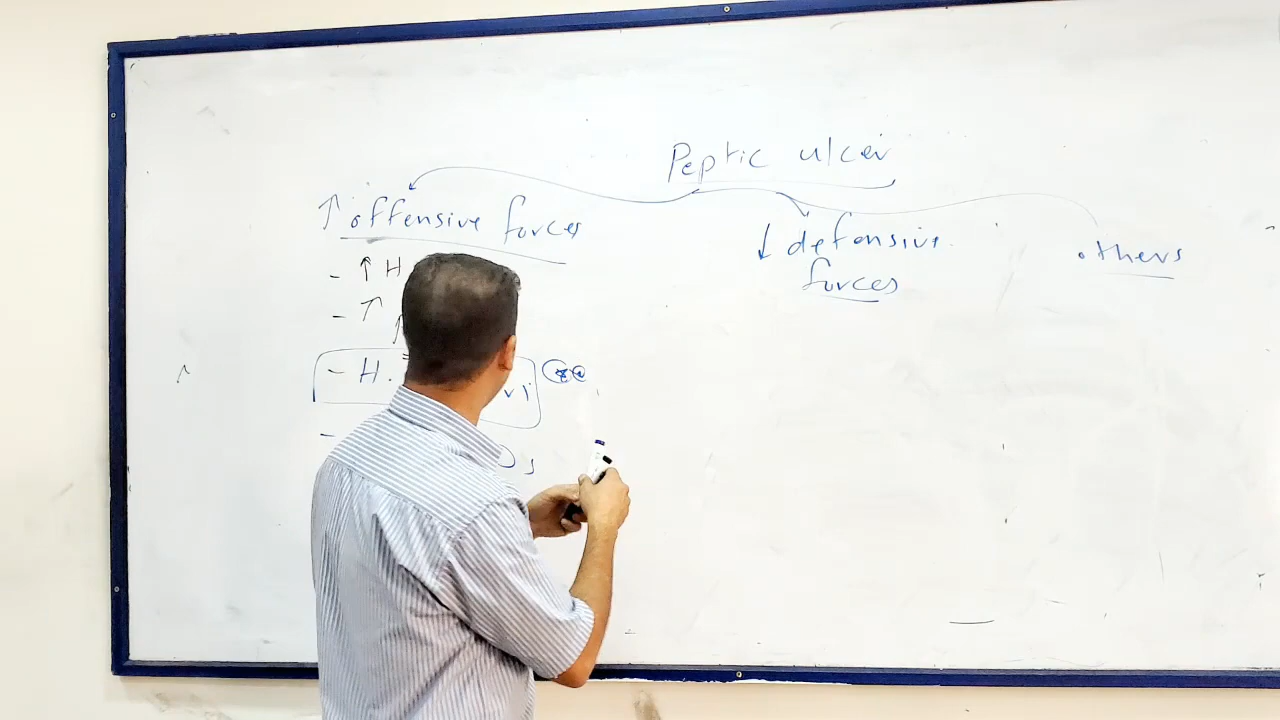 Peptic ulcer
↑ offensive forces
- ↑ H
- ↑
↑
- H.
↓ defensive
forces
others